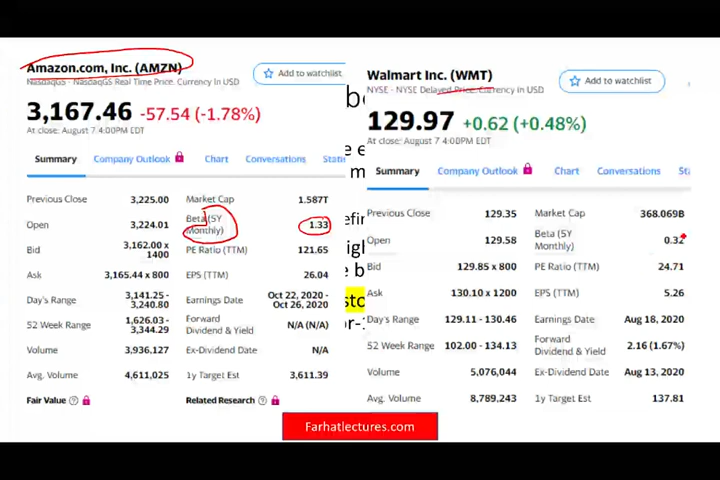 Amazon.com, Inc. (AMZN)
NasdaqGS - NasdaqGS Real Time Price. Currency in USD
Add to watchlist
3,167.46 -57.54 (-1.78%)
At close: August 7 4:00PM EDT
Summary Company Outlook Chart Conversations Stati
Previous Close 3,225.00 Market Cap 1.587T
Open 3,224.01 Beta (5Y Monthly) 1.33
Bid 3,162.00 x 1400 PE Ratio (TTM) 121.65
Ask 3,165.44 x 800 EPS (TTM) 26.04
Day's Range 3,141.25 - 3,240.80 Earnings Date Oct 22, 2020 - Oct 26, 2020
52 Week Range 1,626.03 - 3,344.29 Forward Dividend & Yield N/A (N/A)
Volume 3,936,127 Ex-Dividend Date N/A
Avg. Volume 4,611,025 1y Target Est 3,611.39
Fair Value Related Research
Walmart Inc. (WMT)
NYSE - NYSE Delayed Price. Currency in USD
Add to watchlist
129.97 +0.62 (+0.48%)
At close: August 7 4:00PM EDT
Summary Company Outlook Chart Conversations Sta
Previous Close 129.35 Market Cap 368.069B
Open 129.58 Beta (5Y Monthly) 0.32
Bid 129.85 x 800 PE Ratio (TTM) 24.71
Ask 130.10 x 1200 EPS (TTM) 5.26
Day's Range 129.11 - 130.46 Earnings Date Aug 18, 2020
52 Week Range 102.00 - 134.13 Forward Dividend & Yield 2.16 (1.67%)
Volume 5,076,044 Ex-Dividend Date Aug 13, 2020
Avg. Volume 8,789,243 1y Target Est 137.81
Farhatlectures.com